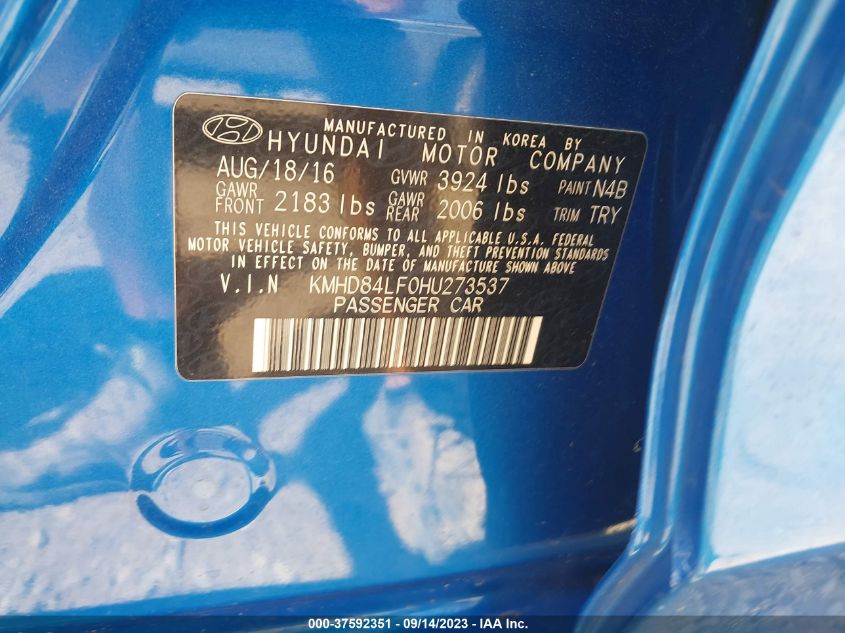 MANUFACTURED IN KOREA BY
HYUNDAI MOTOR COMPANY
AUG/18/16 GVWR 3924 lbs PAINT N4B
GAWR FRONT 2183 lbs GAWR REAR 2006 lbs TRIM TRY
THIS VEHICLE CONFORMS TO ALL APPLICABLE U.S.A. FEDERAL
MOTOR VEHICLE SAFETY, BUMPER, AND THEFT PREVENTION STANDARDS
IN EFFECT ON THE DATE OF MANUFACTURE SHOWN ABOVE
V.I.N KMHD84LF0HU273537
PASSENGER CAR
000-37592351 - 09/14/2023 - IAA Inc.